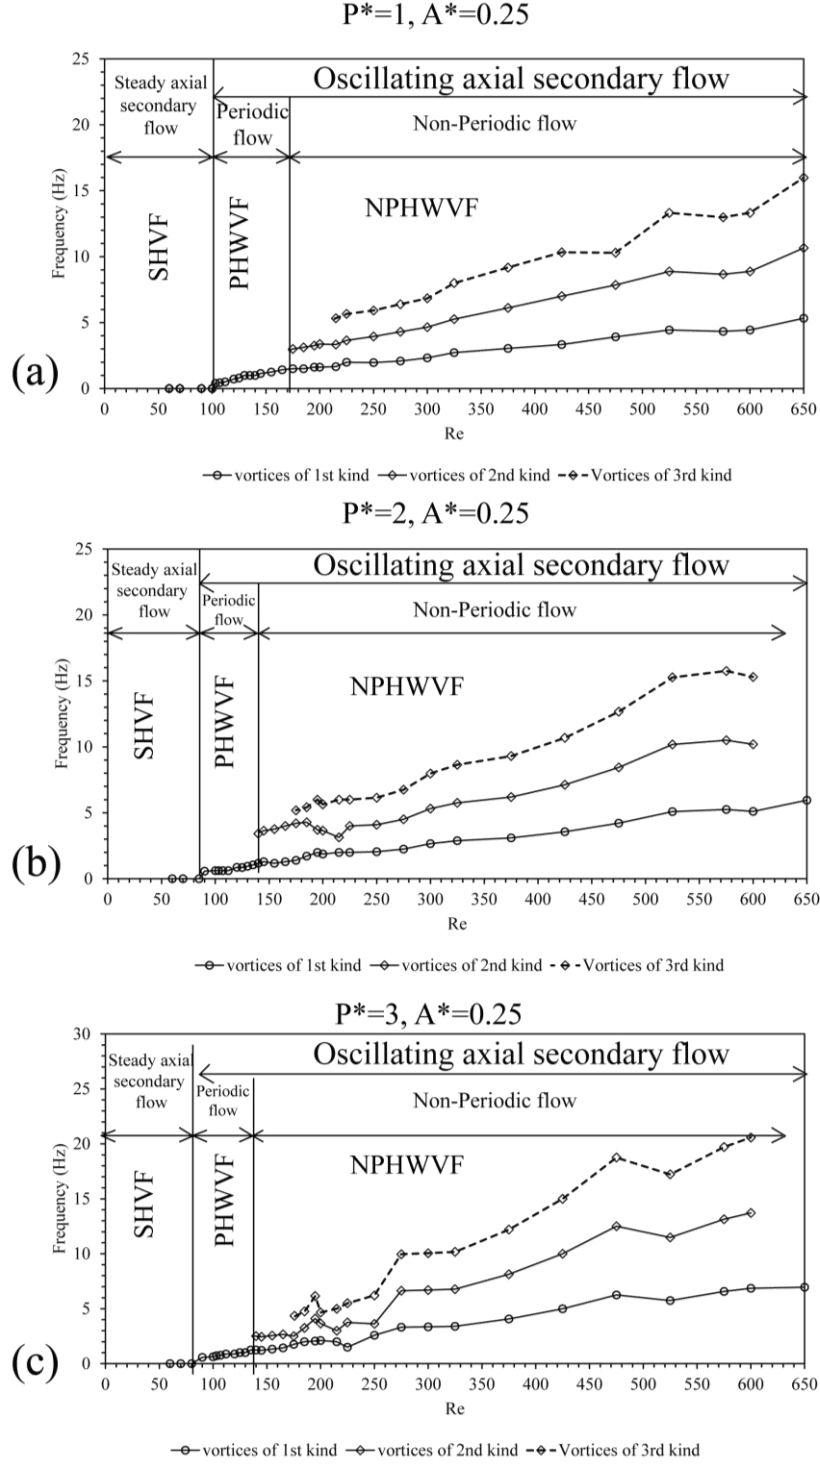 P*=1, A*=0.25
25
20
15
10
5
0
Frequency (Hz)
Steady axial
secondary
flow
Oscillating axial secondary flow
Periodic
flow
Non-Periodic flow
SHVF
PHWVF
NPHWVF
(a)
0 50 100 150 200 250 300 350 400 450 500 550 600 650
Re
vortices of 1st kind vortices of 2nd kind Vortices of 3rd kind
P*=2, A*=0.25
25
20
15
10
5
0
Frequency (Hz)
Steady axial
secondary
flow
Oscillating axial secondary flow
Periodic
flow
Non-Periodic flow
SHVF
PHWVF
NPHWVF
(b)
0 50 100 150 200 250 300 350 400 450 500 550 600 650
Re
vortices of 1st kind vortices of 2nd kind Vortices of 3rd kind
P*=3, A*=0.25
30
25
20
15
10
5
0
Frequency (Hz)
Steady axial
secondary
flow
Oscillating axial secondary flow
Periodic
flow
Non-Periodic flow
SHVF
PHWVF
NPHWVF
(c)
0 50 100 150 200 250 300 350 400 450 500 550 600 650
Re
vortices of 1st kind vortices of 2nd kind Vortices of 3rd kind